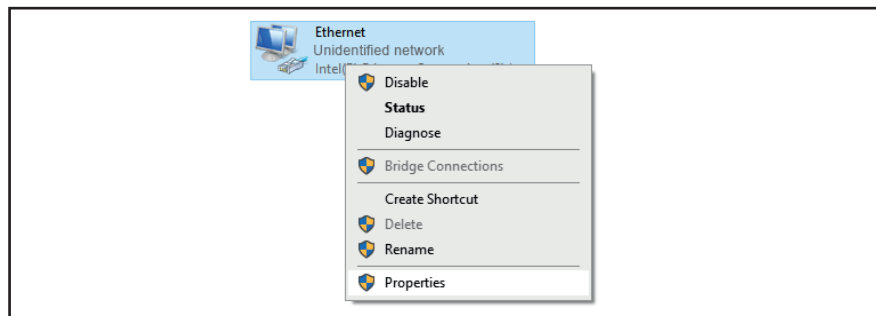 Ethernet
Unidentified network
Disable
Status
Diagnose
Bridge Connections
Create Shortcut
Delete
Rename
Properties